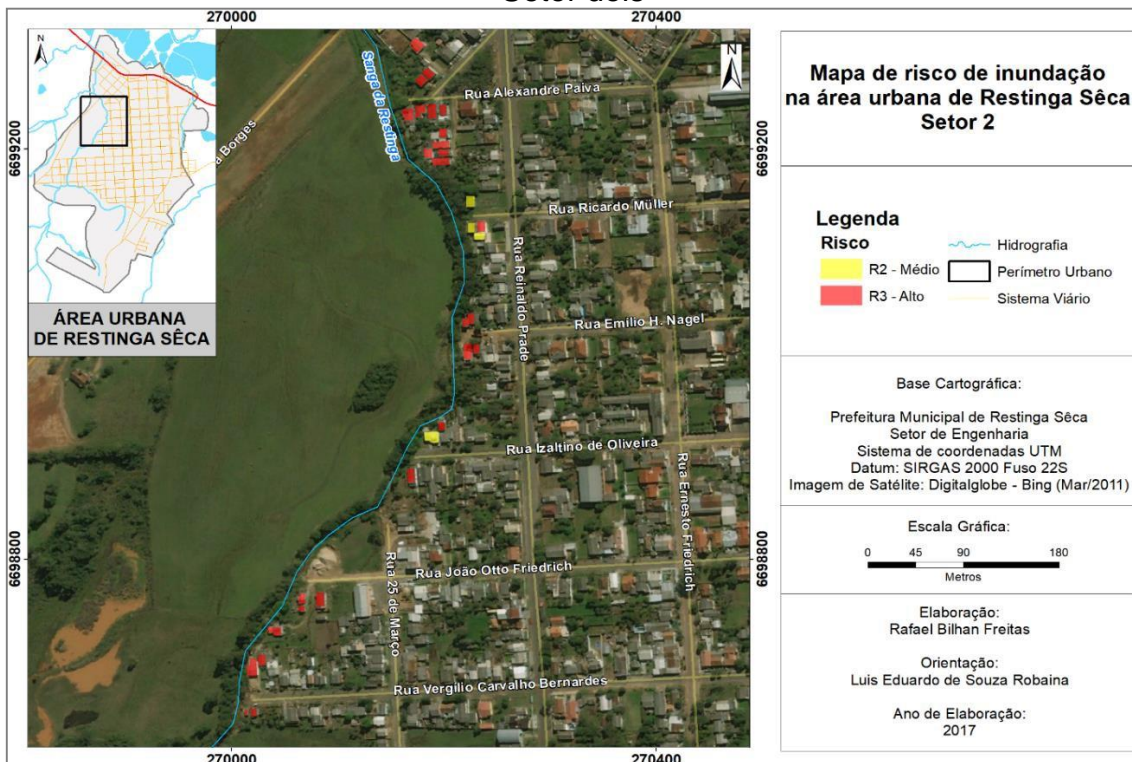 Setor dois
270000
270400
N
N
Sanga da Restinga
Rua Alexandre Paiva
Borges
6699200
6699200
Rua Ricardo Müller
Rua Reinaldo Prade
Rua Emílio H. Nagel
ÁREA URBANA
DE RESTINGA SÊCA
Rua Izaltino de Oliveira
Rua Ernesto Friedrich
6698800
6698800
Rua João Otto Friedrich
Rua 25 de Março
Rua Vergílio Carvalho Bernardes
270000
270400
Mapa de risco de inundação
na área urbana de Restinga Sêca
Setor 2
Legenda
Risco
R2 - Médio
R3 - Alto
Hidrografia
Perímetro Urbano
Sistema Viário
Base Cartográfica:
Prefeitura Municipal de Restinga Sêca
Setor de Engenharia
Sistema de coordenadas UTM
Datum: SIRGAS 2000 Fuso 22S
Imagem de Satélite: Digitalglobe - Bing (Mar/2011)
Escala Gráfica:
0 45 90 180
Metros
Elaboração:
Rafael Bilhan Freitas
Orientação:
Luis Eduardo de Souza Robaina
Ano de Elaboração:
2017